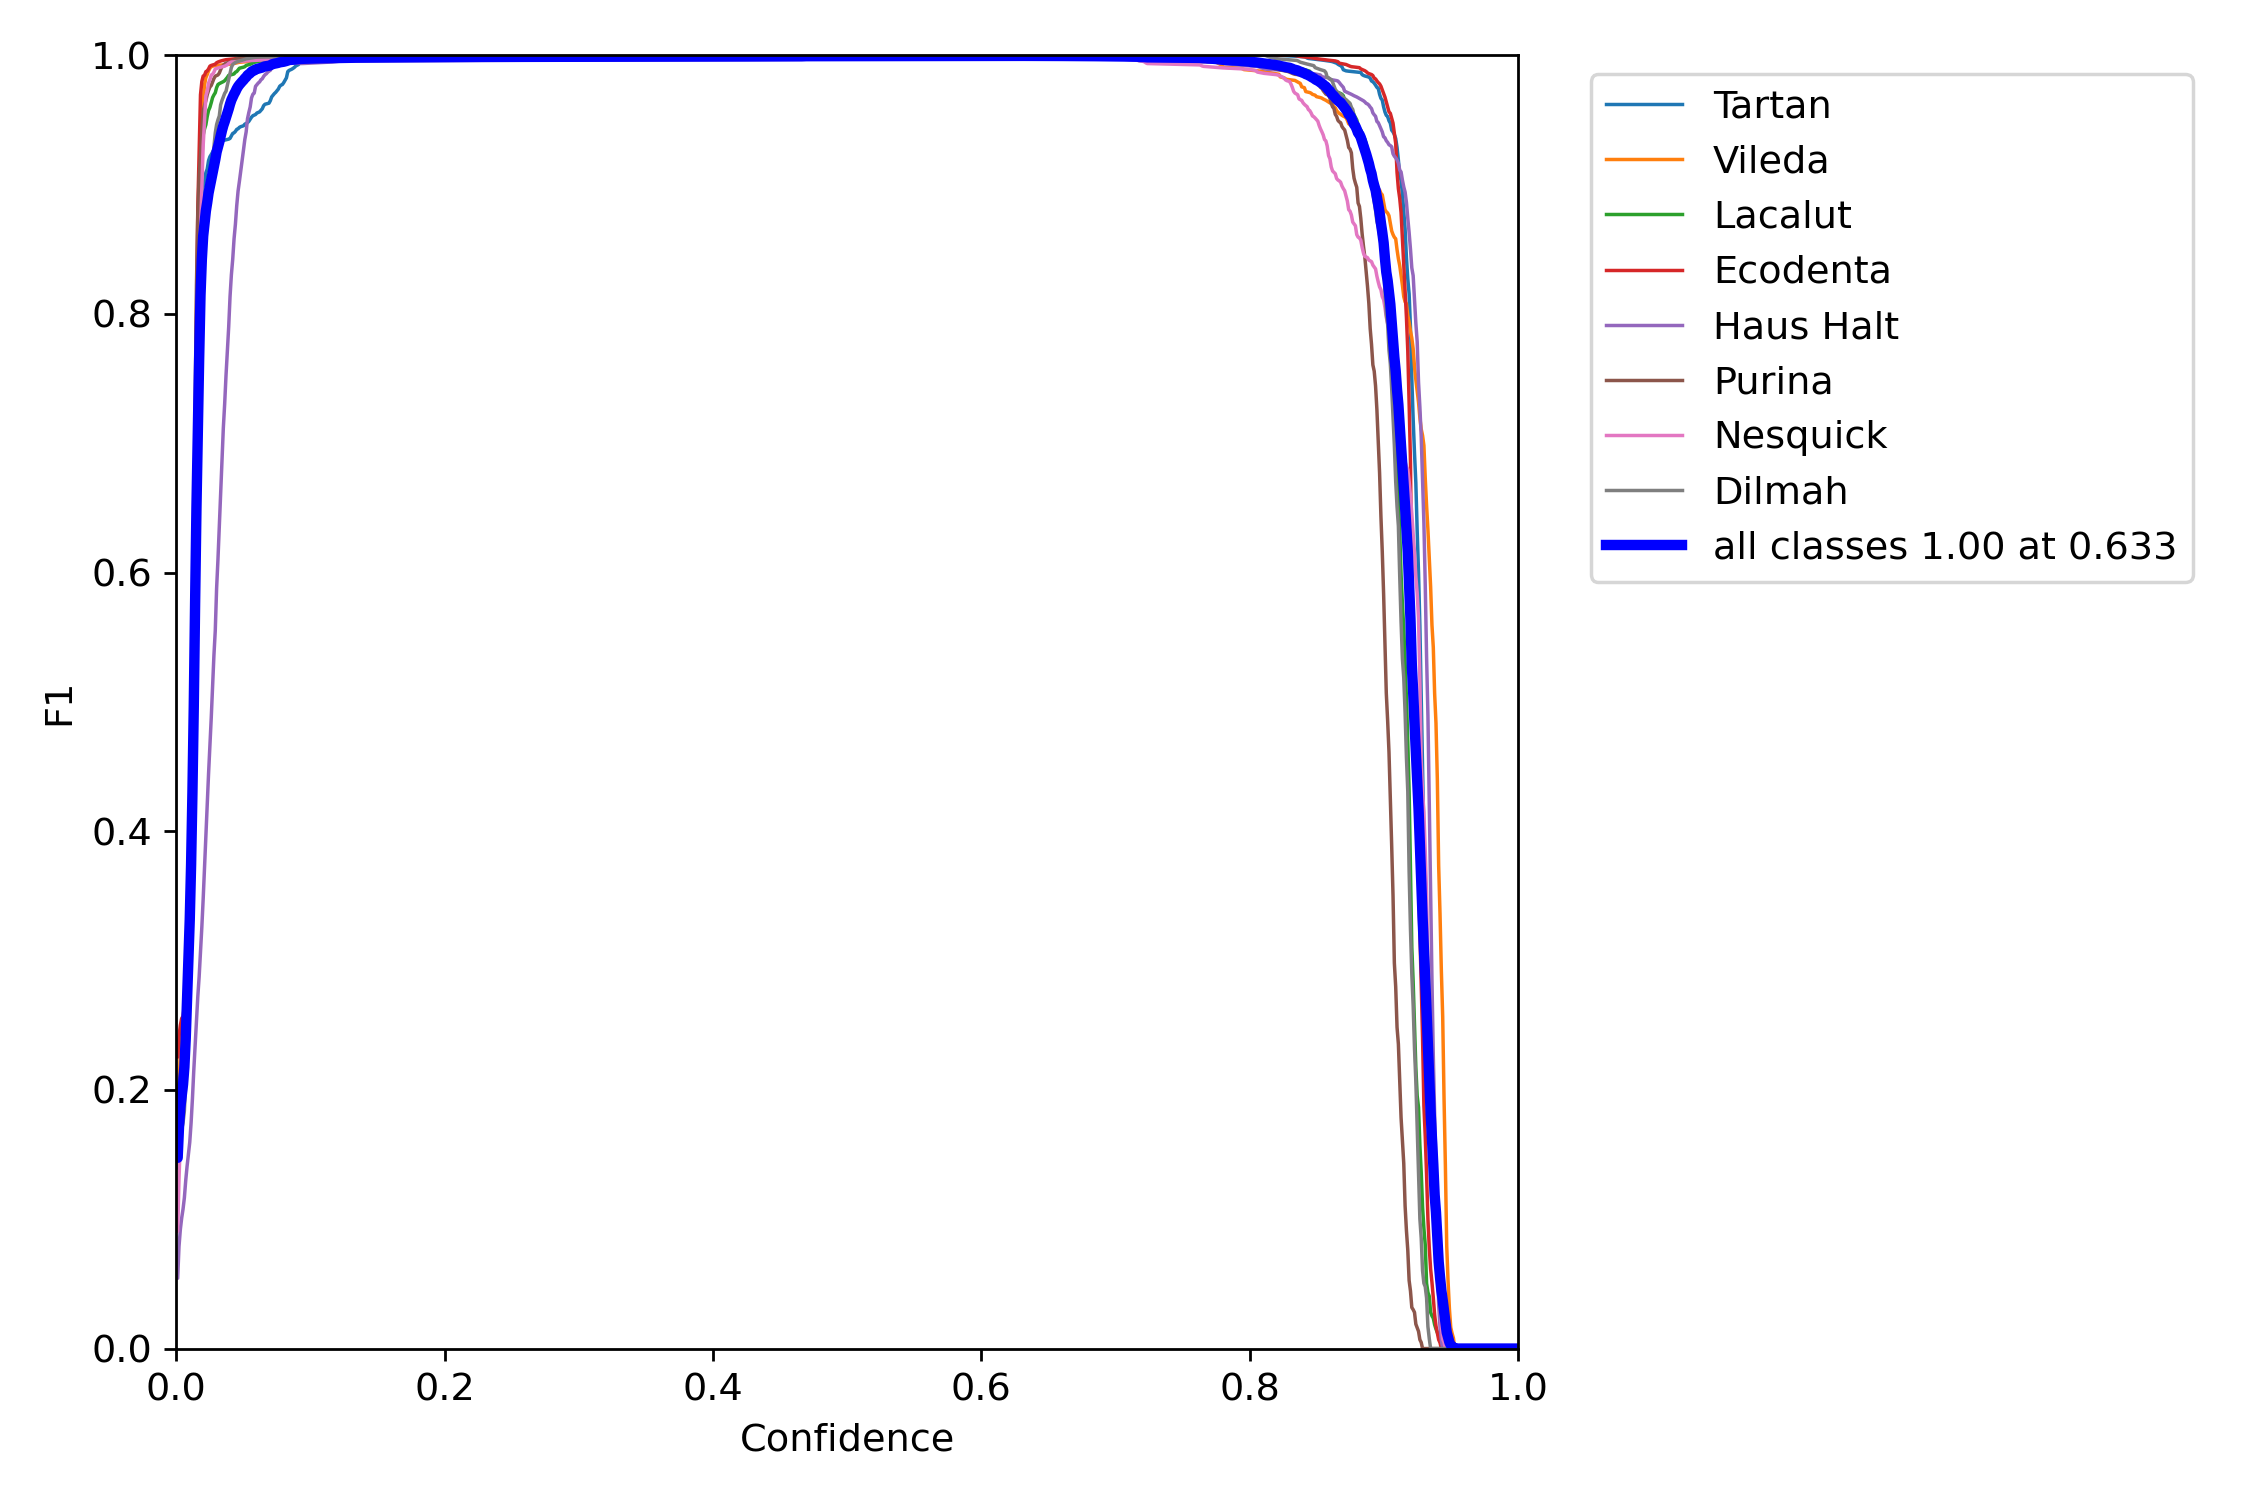 1.0
0.8
0.6
0.4
0.2
0.0
F1
0.0 0.2 0.4 0.6 0.8 1.0
Confidence
Tartan
Vileda
Lacalut
Ecodenta
Haus Halt
Purina
Nesquick
Dilmah
all classes 1.00 at 0.633